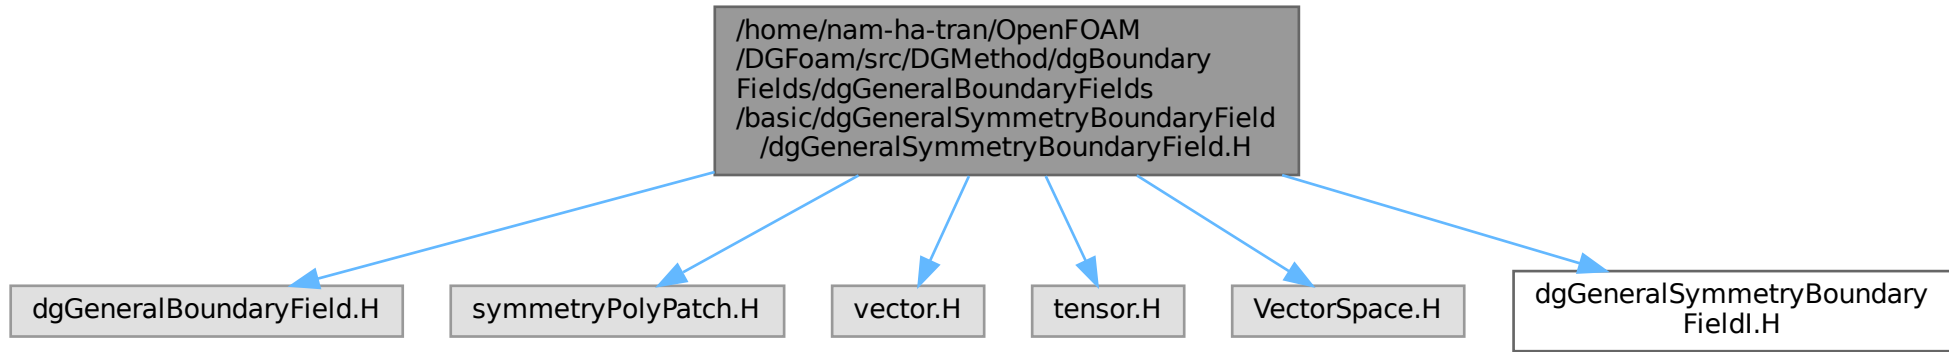 /home/nam-ha-tran/OpenFOAM
/DGFoam/src/DGMethod/dgBoundary
Fields/dgGeneralBoundaryFields
/basic/dgGeneralSymmetryBoundaryField
/dgGeneralSymmetryBoundaryField.H
dgGeneralBoundaryField.H
symmetryPolyPatch.H
vector.H
tensor.H
VectorSpace.H
dgGeneralSymmetryBoundary
FieldI.H